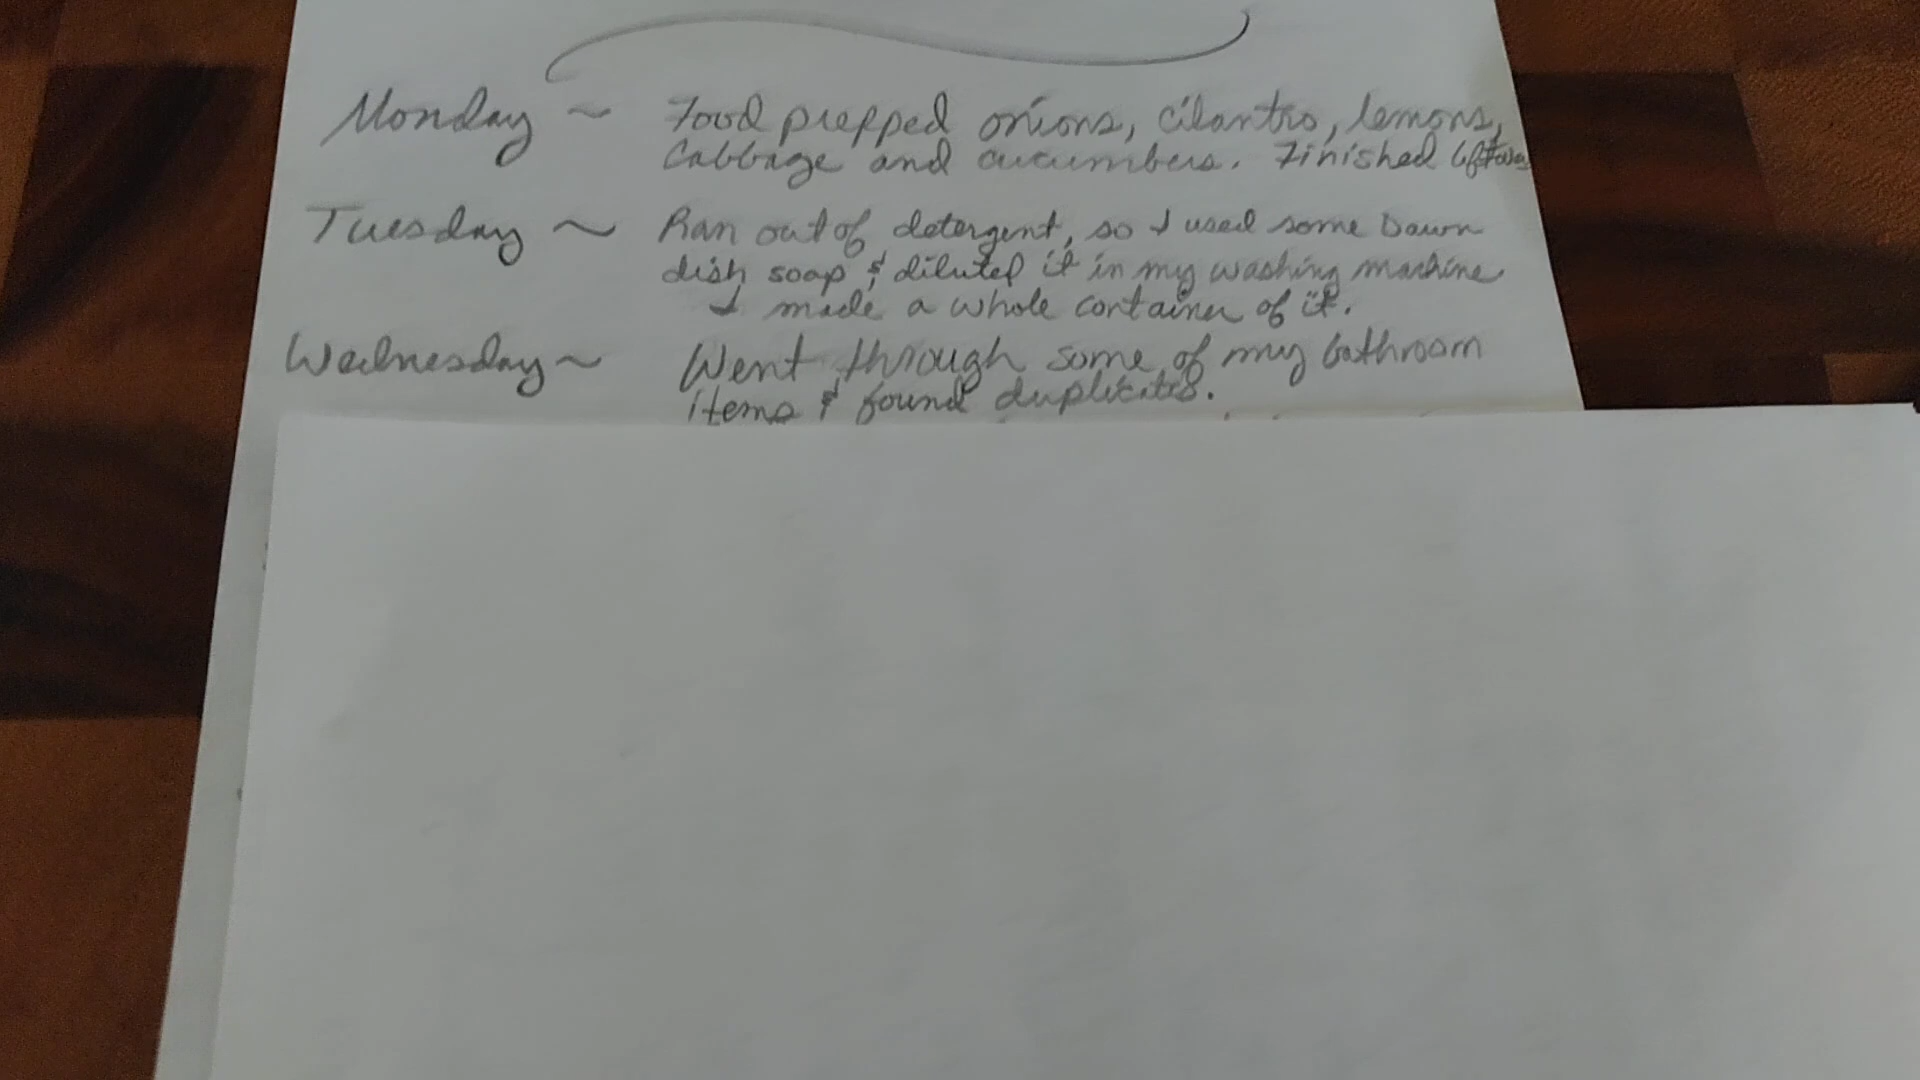 Monday ~ Food prepped onions, cilantro, lemons,
Cabbage and cucumbers. Finished
Tuesday ~ Ran out of detergent, so I used some Dawn
dish soap & diluted it in my washing machine
I made a whole container of it.
Wednesday ~ Went through some of my bathroom
items & found duplicates.